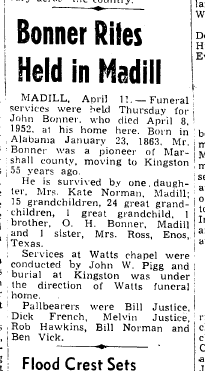 Bonner Rites
Held in Madill
MADILL, April 11.—Funeral
services were held Thursday for
John Bonner, who died April 8,
1952, at his home here. Born in
Alabama January 23, 1863. Mr.
Bonner was a pioneer of Mar-
shall county, moving to Kingston
55 years ago.
He is survived by one daugh-
ter, Mrs. Kate Norman, Madill;
15 grandchildren, 24 great grand-
children, 1 great grandchild, 1
brother, O. H. Bonner, Madill
and 1 sister, Mrs. Ross, Enos,
Texas.
Services at Watts chapel were
conducted by John W. Pigg and
burial at Kingston was under
the direction of Watts funeral
home.
Pallbearers were Bill Justice,
Dick French, Melvin Justice,
Rob Hawkins, Bill Norman and
Ben Vick.
Flood Crest Sets